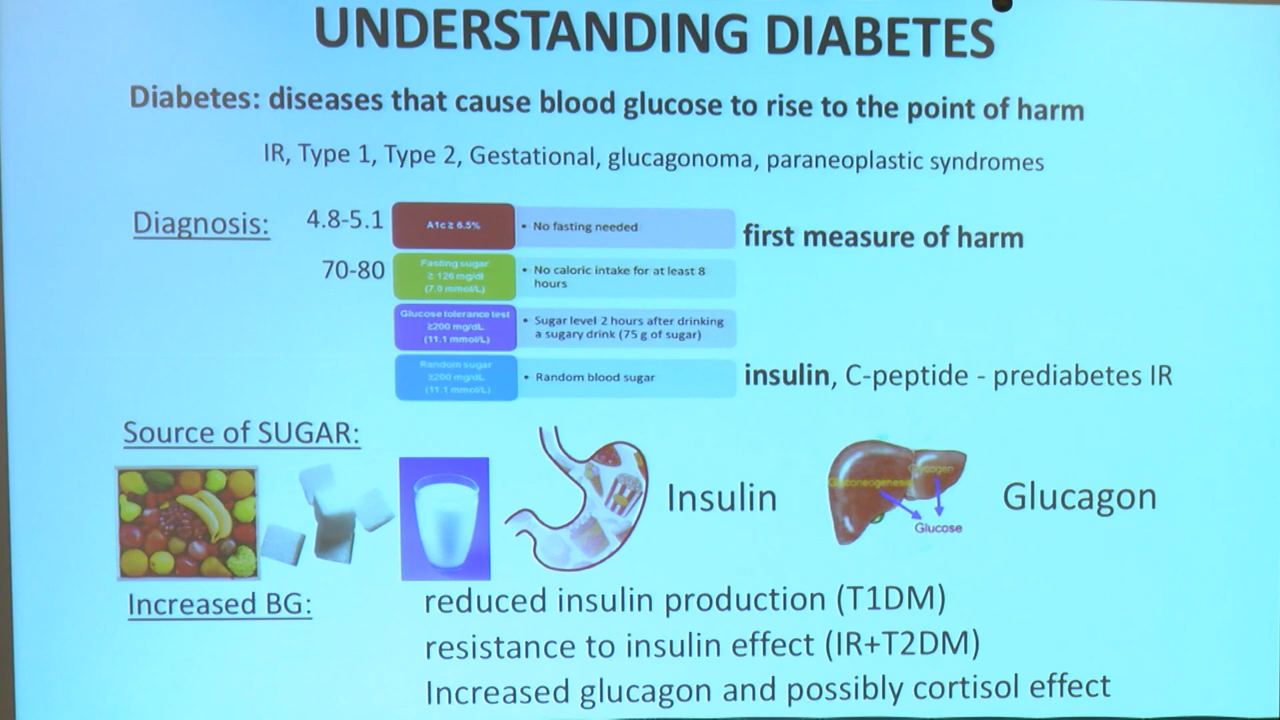 UNDERSTANDING DIABETES
Diabetes: diseases that cause blood glucose to rise to the point of harm
IR, Type 1, Type 2, Gestational, glucagonoma, paraneoplastic syndromes
Diagnosis:
4.8-5.1
A1c ≥ 6.5%
• No fasting needed
first measure of harm
70-80
Fasting sugar
≥ 126 mg/dl
(7.0 mmol/L)
• No caloric intake for at least 8
hours
Glucose tolerance test
≥200 mg/dL
(11.1 mmol/L)
• Sugar level 2 hours after drinking
a sugary drink (75 g of sugar)
Random sugar
≥200 mg/dL
(11.1 mmol/L)
• Random blood sugar
insulin, C-peptide - prediabetes IR
Source of SUGAR:
Insulin
Glycogen
Gluconeogenesis
Glucose
Glucagon
Increased BG:
reduced insulin production (T1DM)
resistance to insulin effect (IR+T2DM)
Increased glucagon and possibly cortisol effect